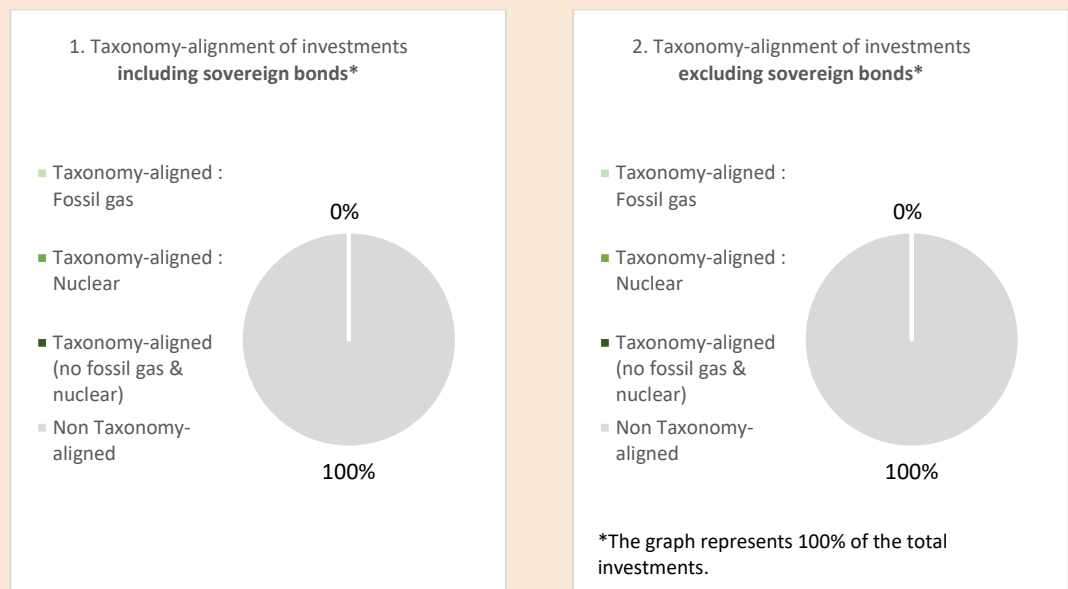 1. Taxonomy-alignment of investments
including sovereign bonds*
Taxonomy-aligned :
Fossil gas
Taxonomy-aligned :
Nuclear
Taxonomy-aligned
(no fossil gas &
nuclear)
Non Taxonomy-
aligned
0%
100%
2. Taxonomy-alignment of investments
excluding sovereign bonds*
Taxonomy-aligned :
Fossil gas
Taxonomy-aligned :
Nuclear
Taxonomy-aligned
(no fossil gas &
nuclear)
Non Taxonomy-
aligned
0%
100%
*The graph represents 100% of the total
investments.